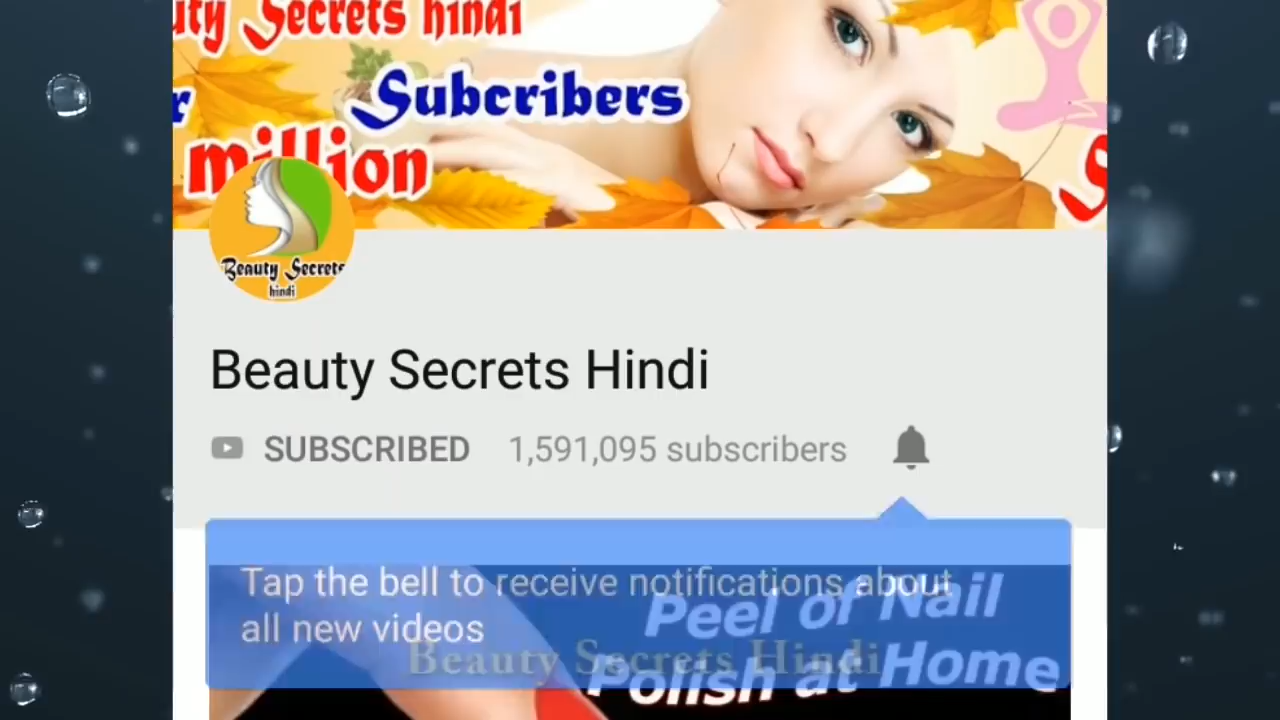 uty Secrets hindi
r Subcribers
million
S
Beauty Secrets
hindi
Beauty Secrets Hindi
SUBSCRIBED 1,591,095 subscribers
Tap the bell to receive notifications about
all new videos
Peel of Nail
Polish at Home
Beauty Secrets Hindi